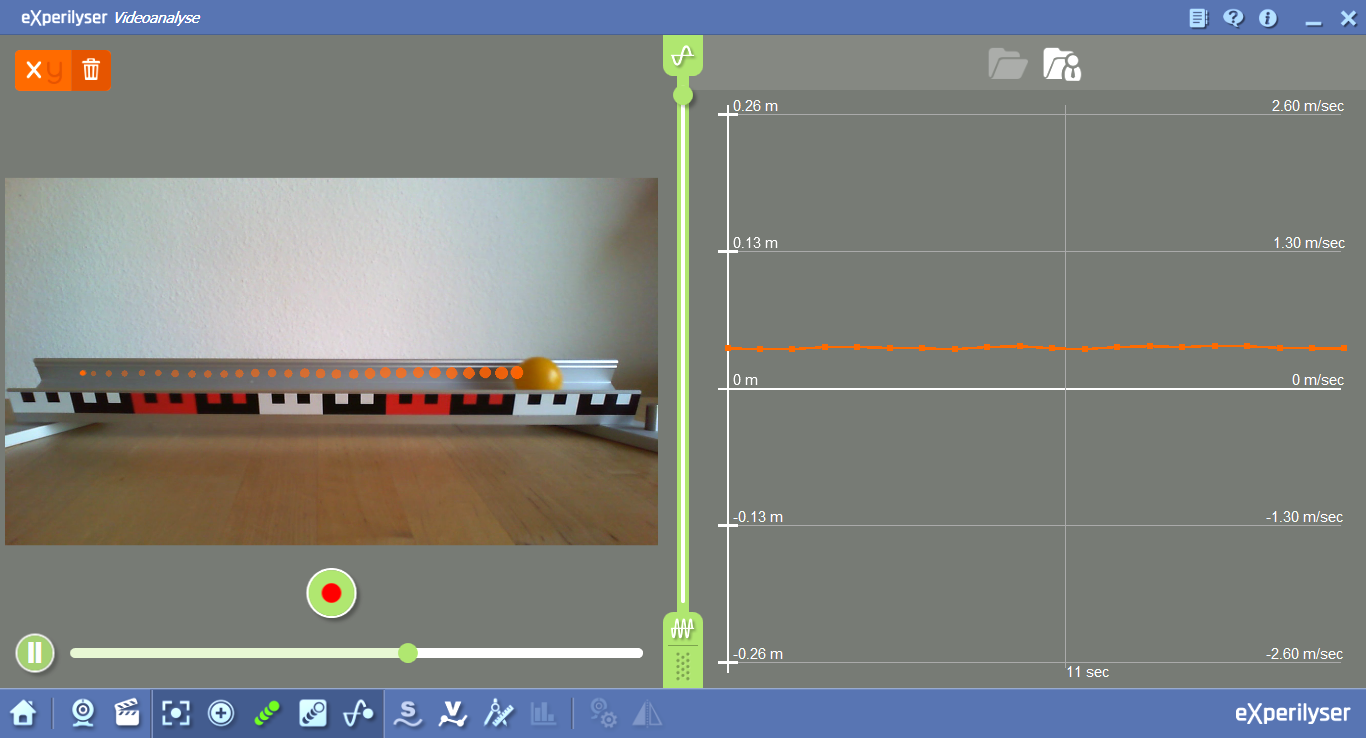 eXperilyser Videoanalyse
xy
0.26 m 2.60 m/sec
0.13 m 1.30 m/sec
0 m 0 m/sec
-0.13 m -1.30 m/sec
-0.26 m -2.60 m/sec
11 sec
eXperilyser